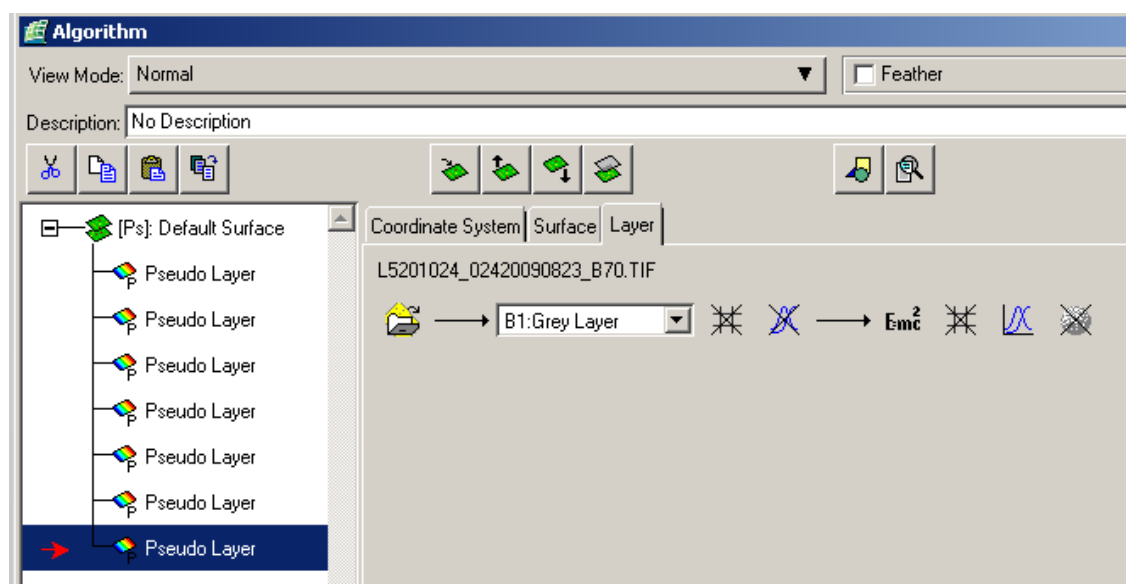 Algorithm
View Mode: Normal
Feather
Description: No Description
[Ps]: Default Surface
Pseudo Layer
Pseudo Layer
Pseudo Layer
Pseudo Layer
Pseudo Layer
Pseudo Layer
Pseudo Layer
Coordinate System Surface Layer
L5201024_02420090823_B70.TIF
B1:Grey Layer
E=mc²